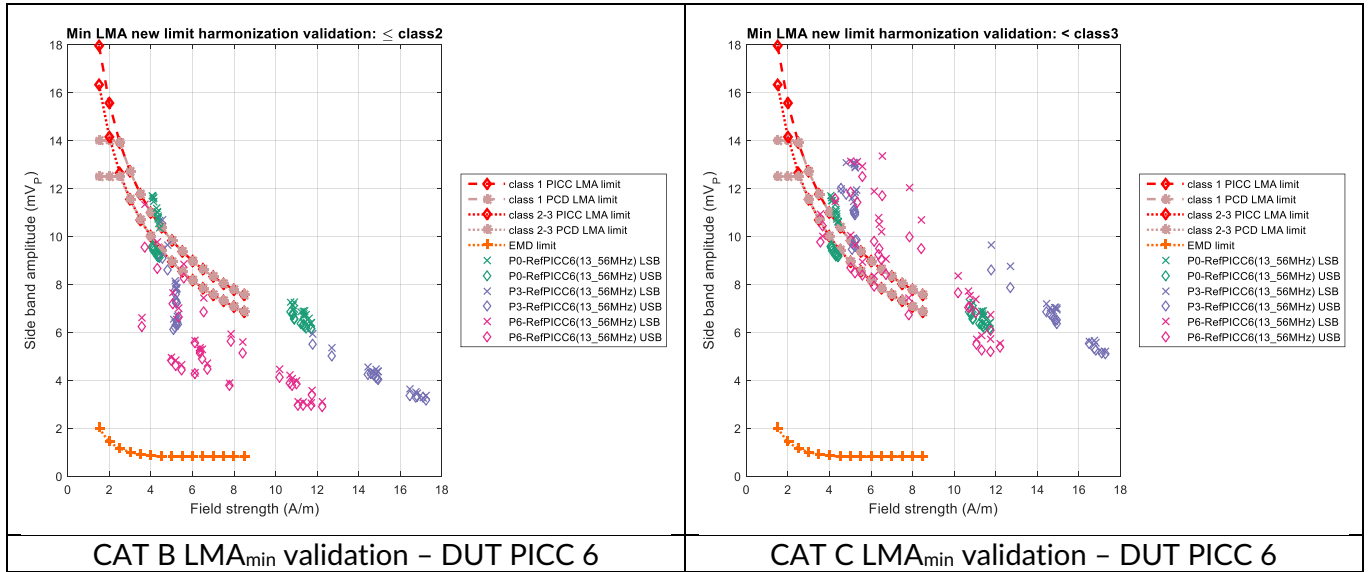 Min LMA new limit harmonization validation: ≤ class2
18
16
14
12
10
8
6
4
2
0
Side band amplitude (mV_P)
0 2 4 6 8 10 12 14 16 18
Field strength (A/m)
class 1 PICC LMA limit
class 1 PCD LMA limit
class 2-3 PICC LMA limit
class 2-3 PCD LMA limit
EMD limit
P0-RefPICC6(13_56MHz) LSB
P0-RefPICC6(13_56MHz) USB
P3-RefPICC6(13_56MHz) LSB
P3-RefPICC6(13_56MHz) USB
P6-RefPICC6(13_56MHz) LSB
P6-RefPICC6(13_56MHz) USB
CAT B LMAmin validation – DUT PICC 6
Min LMA new limit harmonization validation: < class3
18
16
14
12
10
8
6
4
2
0
Side band amplitude (mV_P)
0 2 4 6 8 10 12 14 16 18
Field strength (A/m)
class 1 PICC LMA limit
class 1 PCD LMA limit
class 2-3 PICC LMA limit
class 2-3 PCD LMA limit
EMD limit
P0-RefPICC6(13_56MHz) LSB
P0-RefPICC6(13_56MHz) USB
P3-RefPICC6(13_56MHz) LSB
P3-RefPICC6(13_56MHz) USB
P6-RefPICC6(13_56MHz) LSB
P6-RefPICC6(13_56MHz) USB
CAT C LMAmin validation – DUT PICC 6